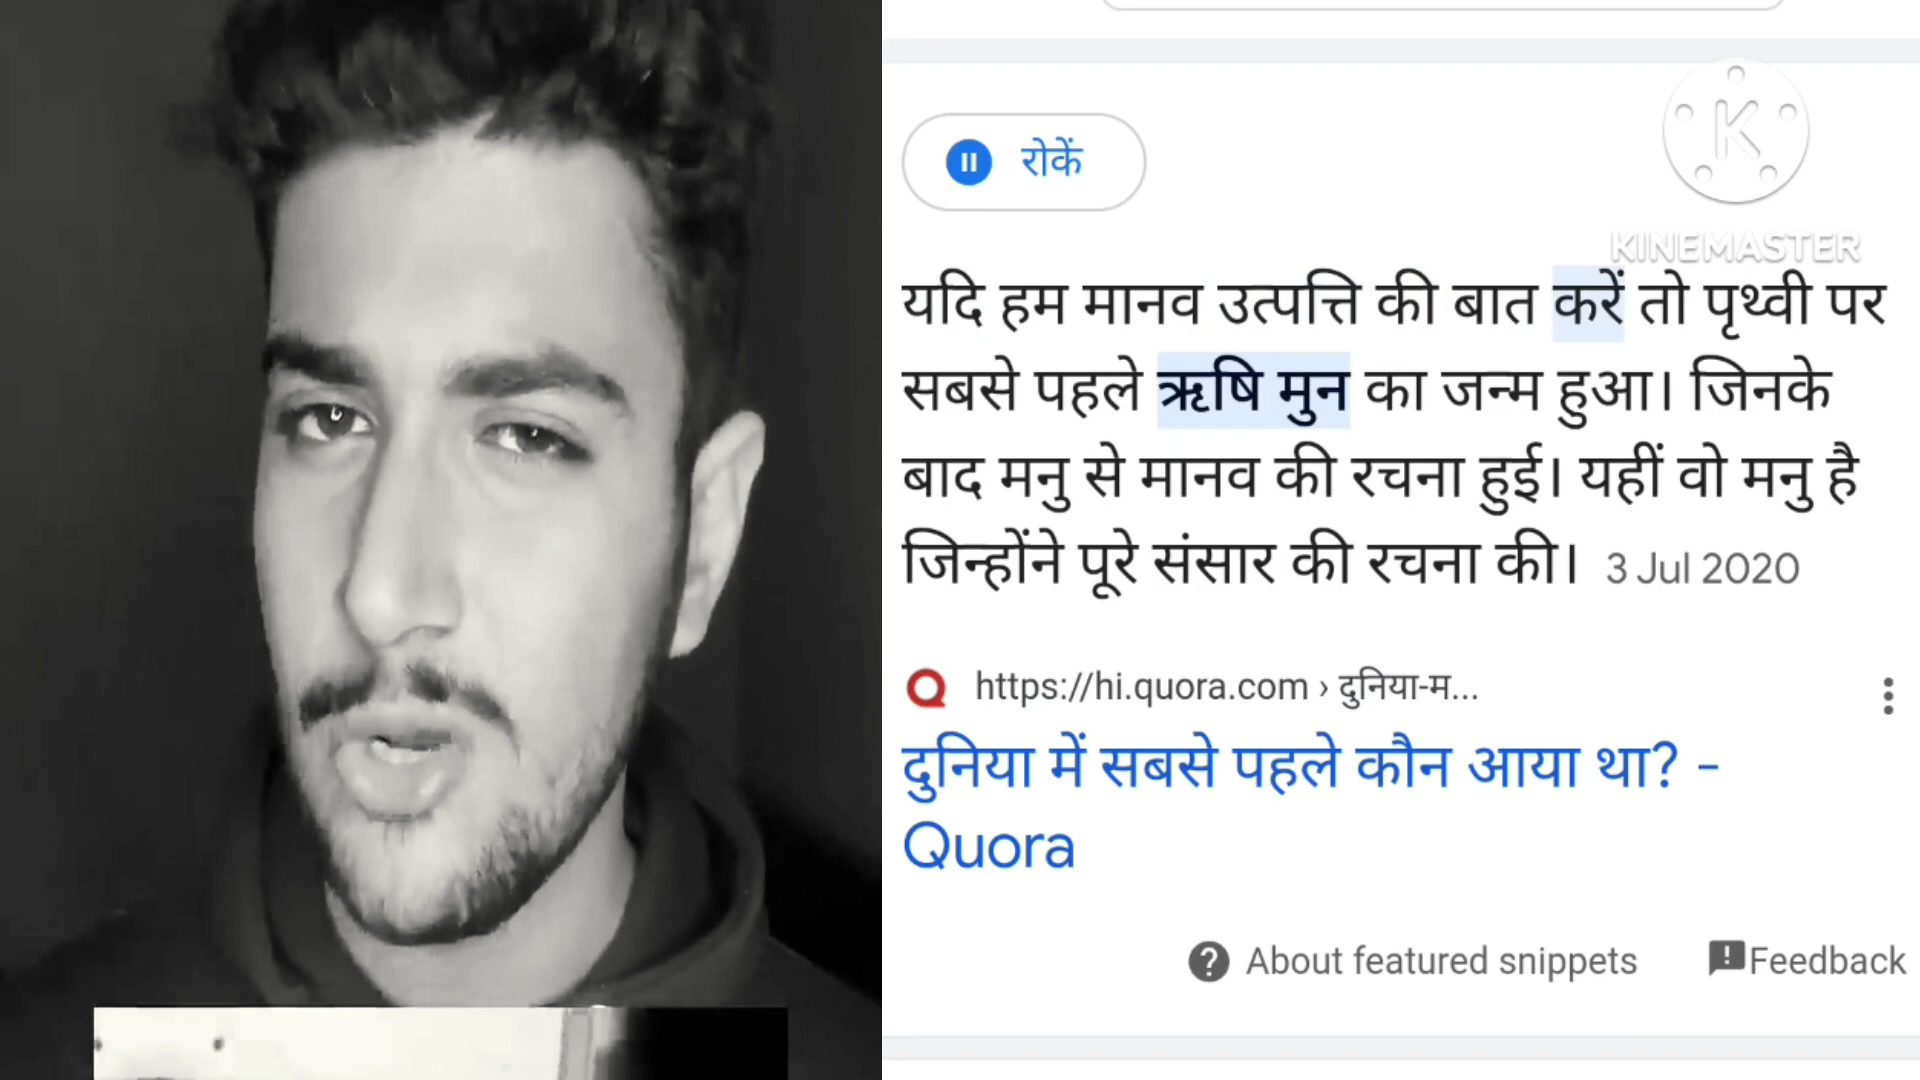 रोकें
KINEMASTER
यदि हम मानव उत्पत्ति की बात करें तो पृथ्वी पर
सबसे पहले ऋषि मुन का जन्म हुआ। जिनके
बाद मनु से मानव की रचना हुई। यहीं वो मनु है
जिन्होंने पूरे संसार की रचना की। 3 Jul 2020
https://hi.quora.com › दुनिया-म...
दुनिया में सबसे पहले कौन आया था? -
Quora
About featured snippets Feedback